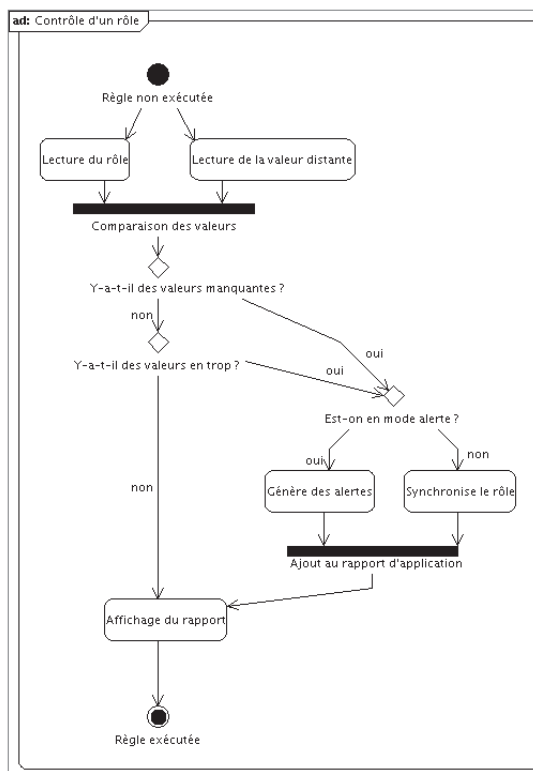 ad: Contrôle d'un rôle
Règle non exécutée
Lecture du rôle
Lecture de la valeur distante
Comparaison des valeurs
Y-a-t-il des valeurs manquantes ?
non
oui
Y-a-t-il des valeurs en trop ?
oui
Est-on en mode alerte ?
oui
non
non
Génère des alertes
Synchronise le rôle
Ajout au rapport d'application
Affichage du rapport
Règle exécutée